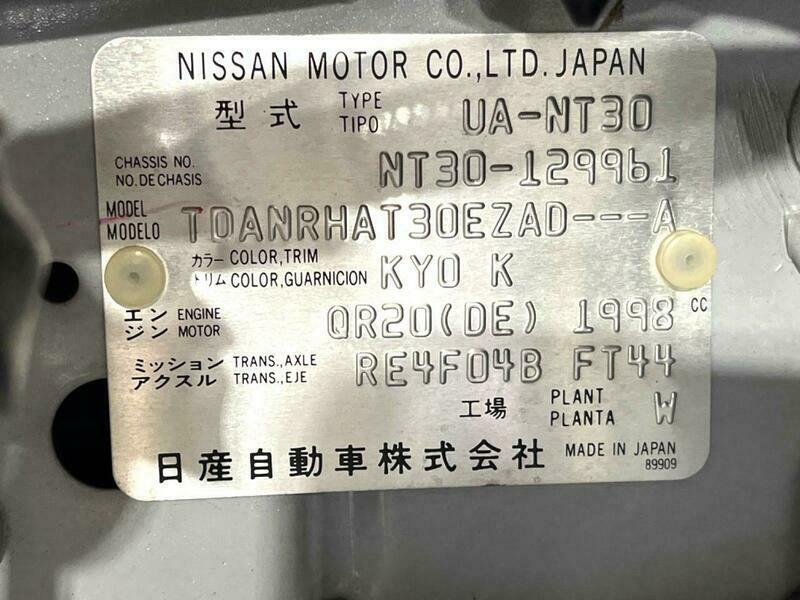 NISSAN MOTOR CO.,LTD. JAPAN
型式 TYPE TIPO UA-NT30
CHASSIS NO. NO. DE CHASIS NT30-129961
MODEL MODELO TDANRHAT30EZAD---A
カラー COLOR,TRIM
トリム COLOR,GUARNICION KY0 K
エンジン ENGINE MOTOR QR20(DE) 1998 CC
ミッション TRANS.,AXLE
アクスル TRANS.,EJE RE4F04B FT44
工場 PLANT PLANTA W
日産自動車株式会社 MADE IN JAPAN
89909